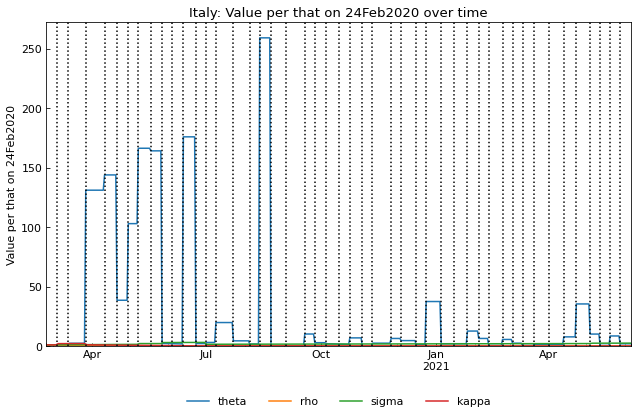 Italy: Value per that on 24Feb2020 over time
Value per that on 24Feb2020
250
200
150
100
50
0
Apr Jul Oct Jan Apr
2021
theta rho sigma kappa